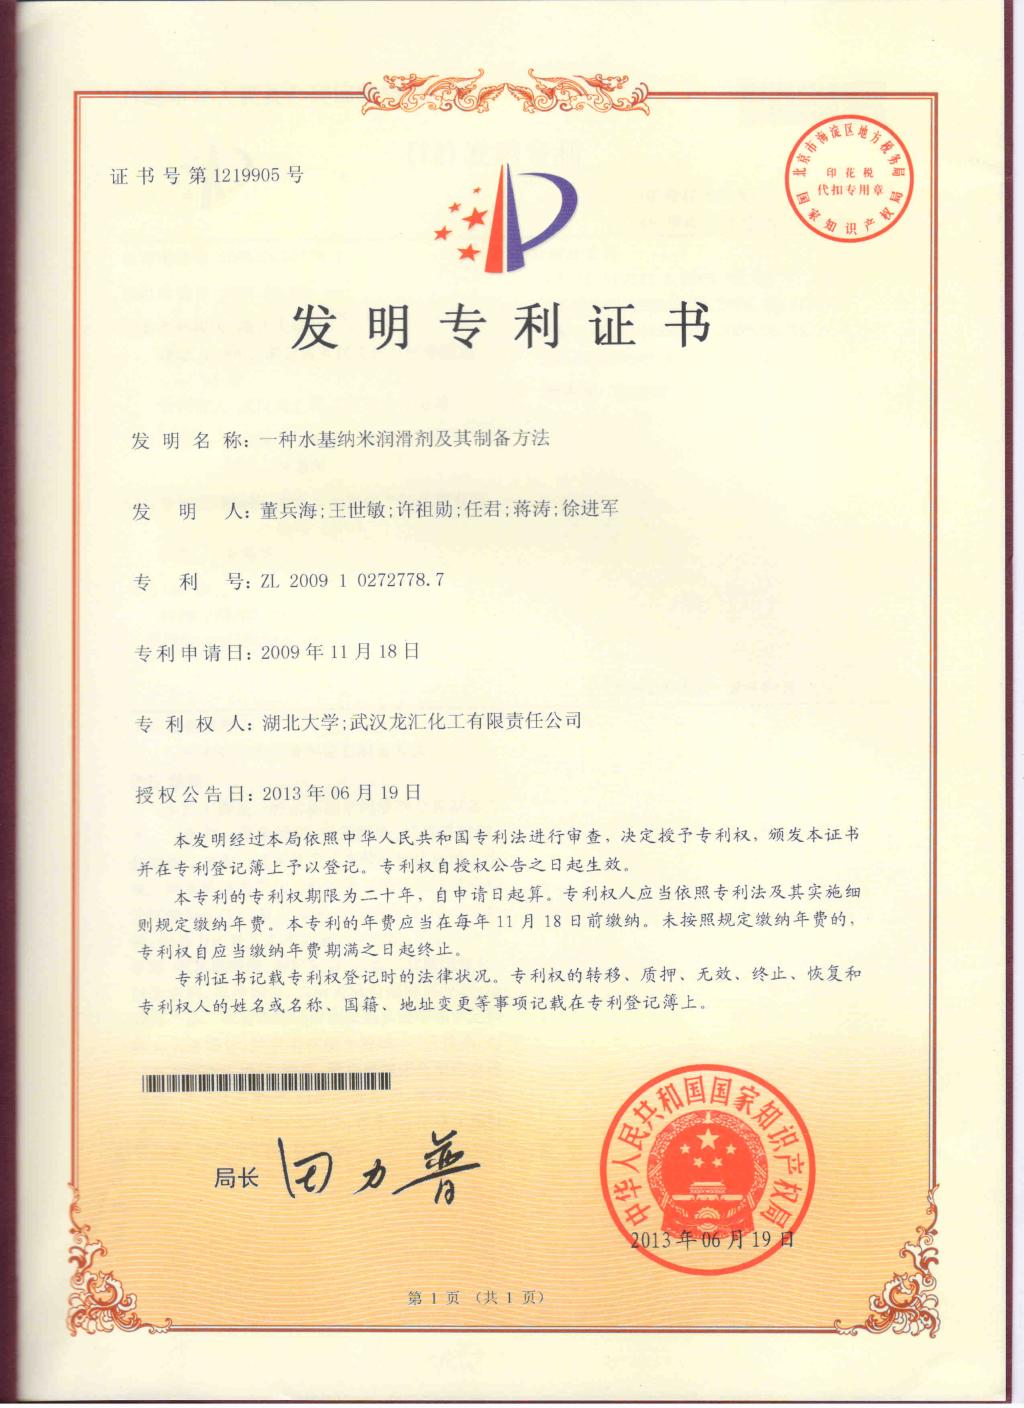 证书号第1219905号
北京市海淀区地方税务局
印花税
代扣专用章
国家知识产权局
发明专利证书
发明名称：一种水基纳米润滑剂及其制备方法
发明人：董兵海;王世敏;许祖勋;任君;蒋涛;徐进军
专利号：ZL 2009 1 0272778.7
专利申请日：2009年11月18日
专利权人：湖北大学;武汉龙汇化工有限责任公司
授权公告日：2013年06月19日
本发明经过本局依照中华人民共和国专利法进行审查，决定授予专利权，颁发本证书
并在专利登记簿上予以登记。专利权自授权公告之日起生效。
本专利的专利权期限为二十年，自申请日起算。专利权人应当依照专利法及其实施细
则规定缴纳年费。本专利的年费应当在每年11月18日前缴纳。未按照规定缴纳年费的，
专利权自应当缴纳年费期满之日起终止。
专利证书记载专利权登记时的法律状况。专利权的转移、质押、无效、终止、恢复和
专利权人的姓名或名称、国籍、地址变更等事项记载在专利登记簿上。
局长 田力普
中华人民共和国国家知识产权局
2013年06月19日
第1页（共1页）